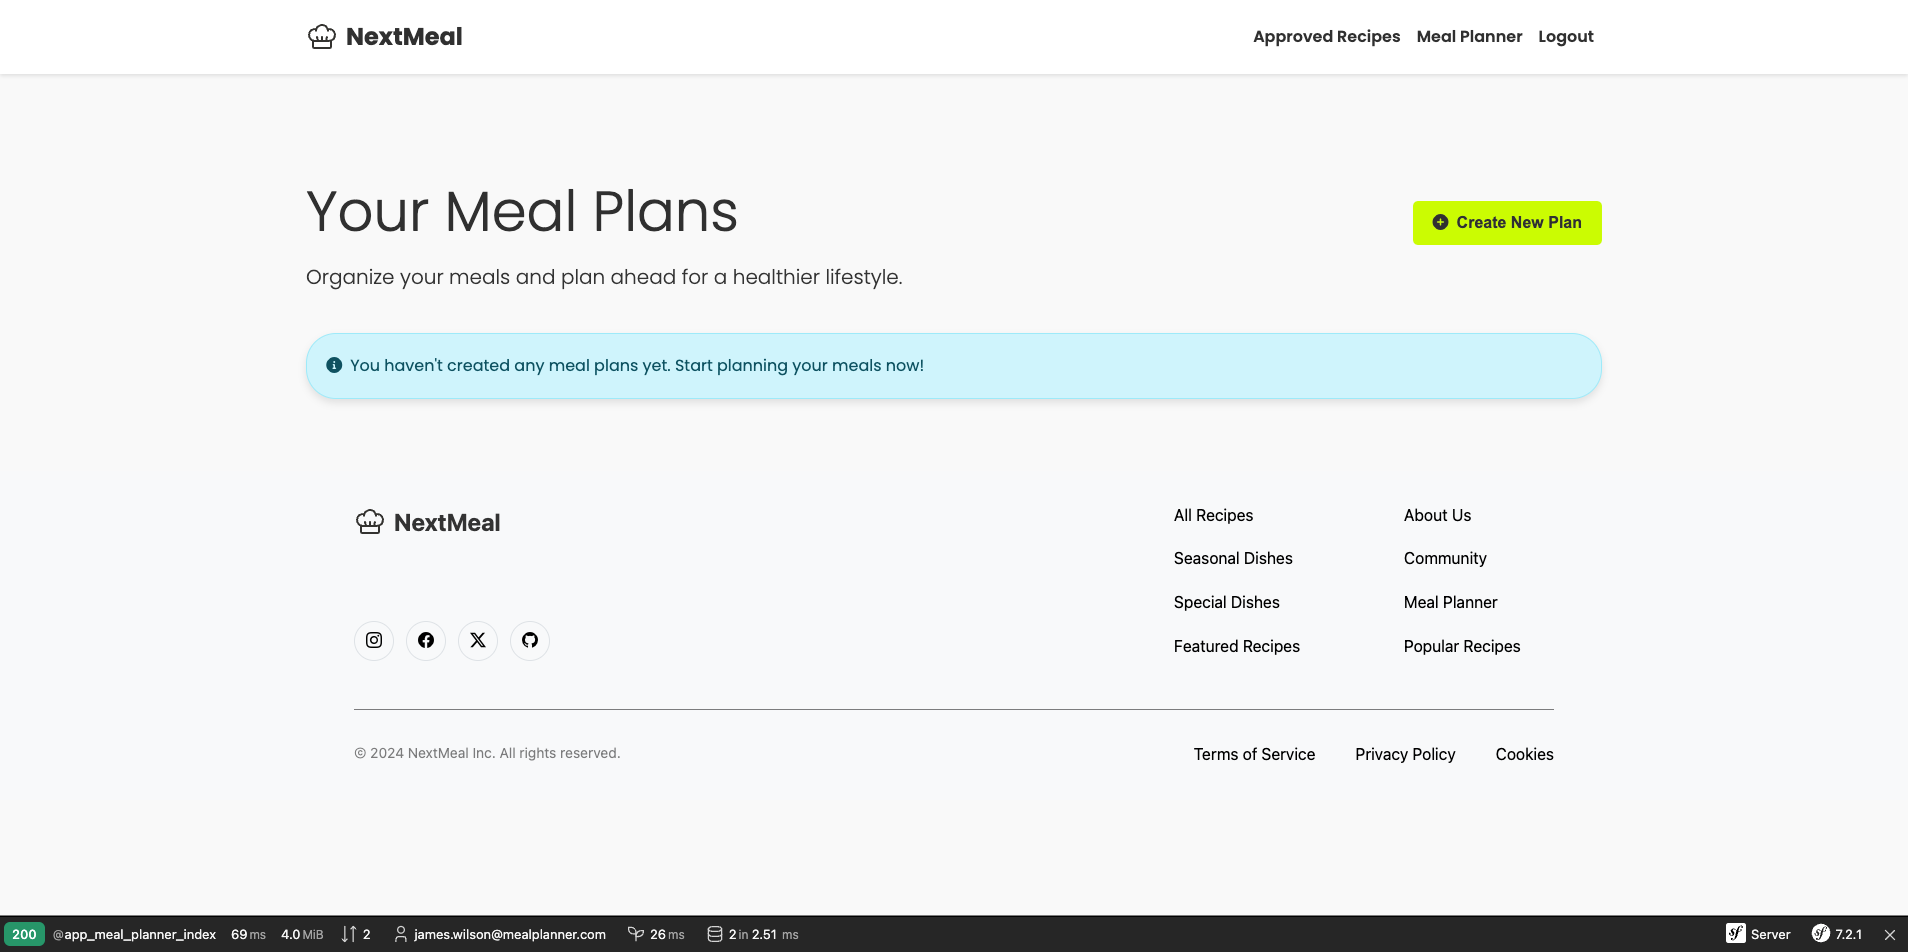 NextMeal
Approved Recipes Meal Planner Logout
Your Meal Plans
Create New Plan
Organize your meals and plan ahead for a healthier lifestyle.
You haven't created any meal plans yet. Start planning your meals now!
NextMeal
All Recipes
Seasonal Dishes
Special Dishes
Featured Recipes
About Us
Community
Meal Planner
Popular Recipes
© 2024 NextMeal Inc. All rights reserved.
Terms of Service Privacy Policy Cookies
200 @app_meal_planner_index 69 ms 4.0 MiB 2 james.wilson@mealplanner.com 26 ms 2 in 2.51 ms Server 7.2.1